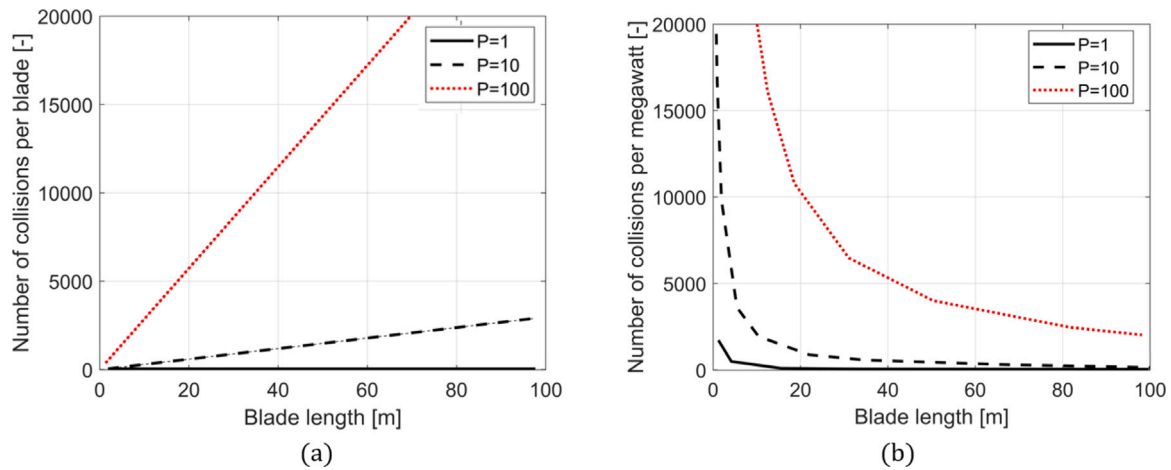 Number of collisions per blade [-]
20000
15000
10000
5000
0
P=1
P=10
P=100
0 20 40 60 80 100
Blade length [m]
(a)
Number of collisions per megawatt [-]
20000
15000
10000
5000
0
P=1
P=10
P=100
0 20 40 60 80 100
Blade length [m]
(b)